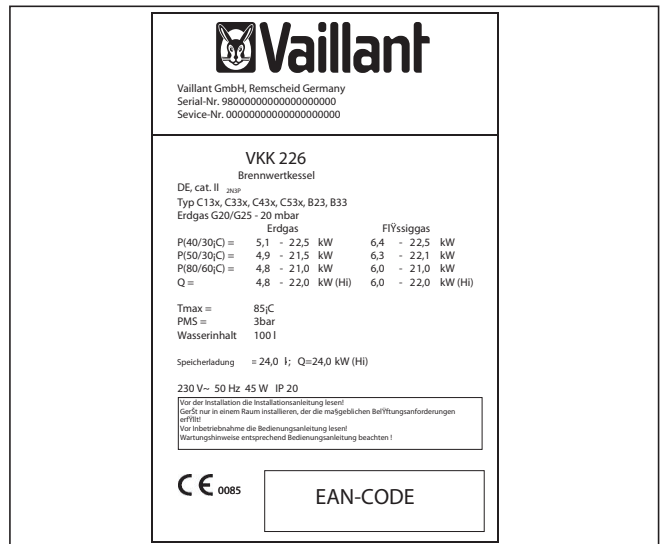 Vaillant
Vaillant GmbH, Remscheid Germany
Serial-Nr. 98000000000000000000
Sevice-Nr. 00000000000000000000
VKK 226
Brennwertkessel
DE, cat. II 2N3P
Typ C13x, C33x, C43x, C53x, B23, B33
Erdgas G20/G25 - 20 mbar
Erdgas FlŸssiggas
P(40/30¡C) = 5,1 - 22,5 kW 6,4 - 22,5 kW
P(50/30¡C) = 4,9 - 21,5 kW 6,3 - 22,1 kW
P(80/60¡C) = 4,8 - 21,0 kW 6,0 - 21,0 kW
Q = 4,8 - 22,0 kW (Hi) 6,0 - 22,0 kW (Hi)
Tmax = 85¡C
PMS = 3bar
Wasserinhalt 100 l
Speicherladung = 24,0 ; Q=24,0 kW (Hi)
230 V~ 50 Hz 45 W IP 20
Vor der Installation die Installationsanleitung lesen!
GerŠt nur in einem Raum installieren, der die ma§geblichen BelŸftungsanforderungen
erfŸllt!
Vor Inbetriebnahme die Bedienungsanleitung lesen!
Wartungshinweise entsprechend Bedienungsanleitung beachten !
CE 0085
EAN-CODE